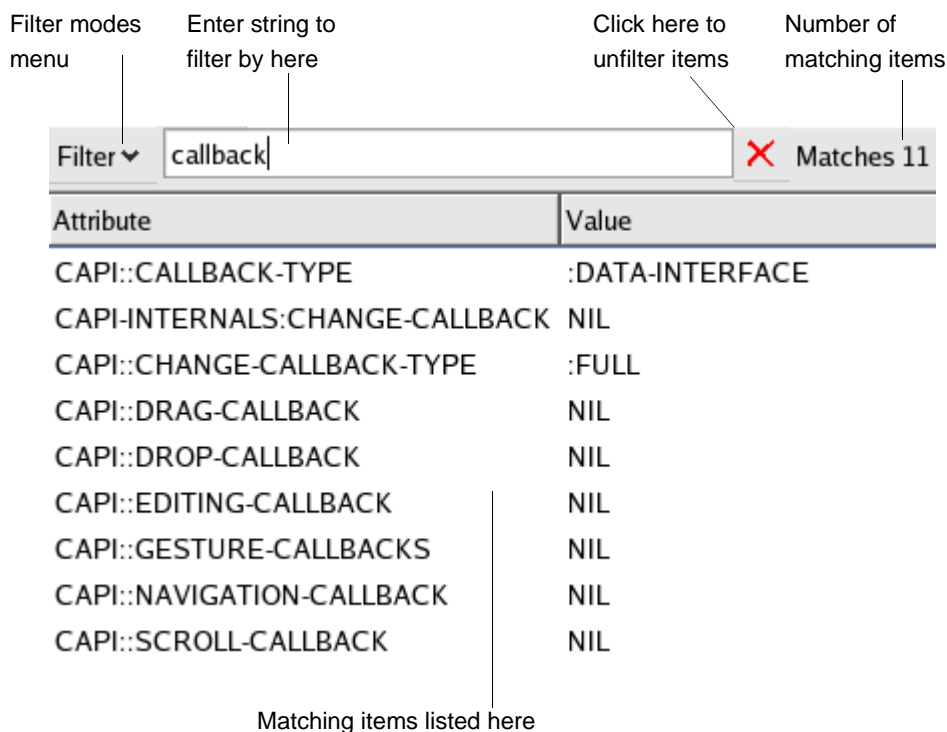 Filter modes menu
Enter string to filter by here
Click here to unfilter items
Number of matching items
Filter callback Matches 11
Attribute Value
CAPI::CALLBACK-TYPE :DATA-INTERFACE
CAPI-INTERNALS:CHANGE-CALLBACK NIL
CAPI::CHANGE-CALLBACK-TYPE :FULL
CAPI::DRAG-CALLBACK NIL
CAPI::DROP-CALLBACK NIL
CAPI::EDITING-CALLBACK NIL
CAPI::GESTURE-CALLBACKS NIL
CAPI::NAVIGATION-CALLBACK NIL
CAPI::SCROLL-CALLBACK NIL
Matching items listed here